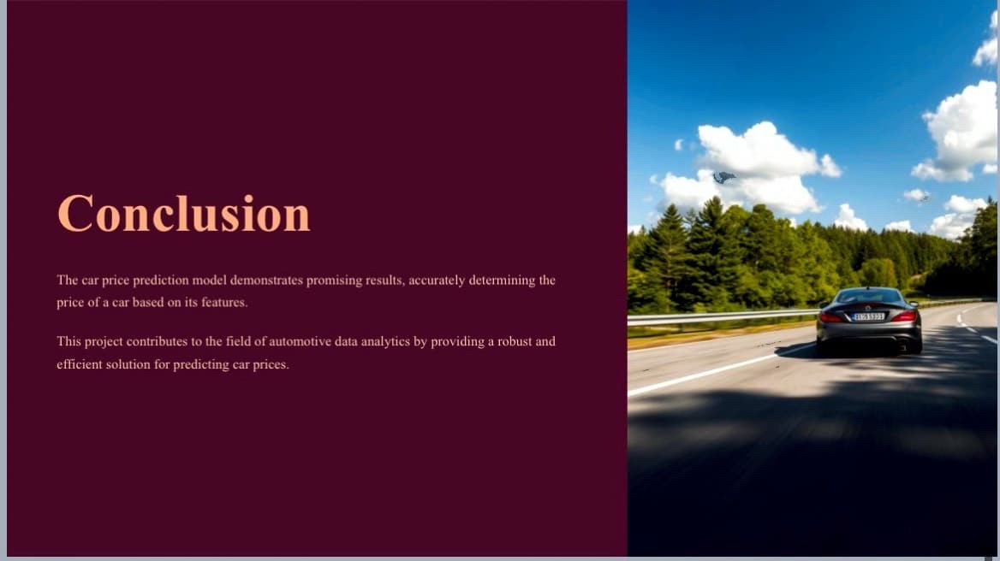 Conclusion
The car price prediction model demonstrates promising results, accurately determining the
price of a car based on its features.
This project contributes to the field of automotive data analytics by providing a robust and
efficient solution for predicting car prices.